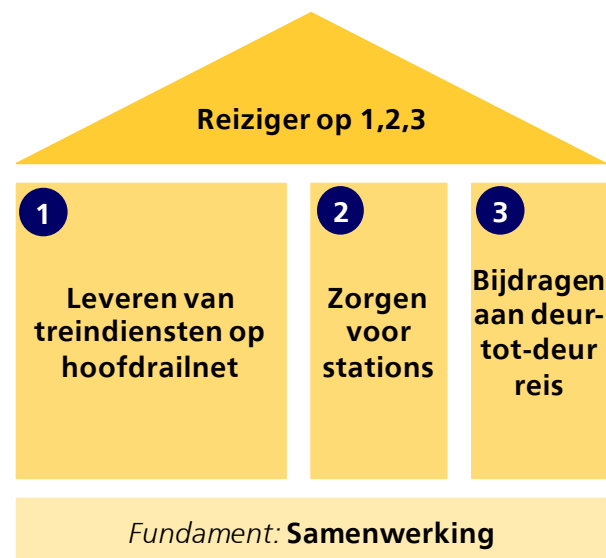 Reiziger op 1,2,3
1
Leveren van
treindiensten op
hoofdrailnet
2
Zorgen
voor
stations
3
Bijdragen
aan deur-
tot-deur
reis
Fundament: Samenwerking